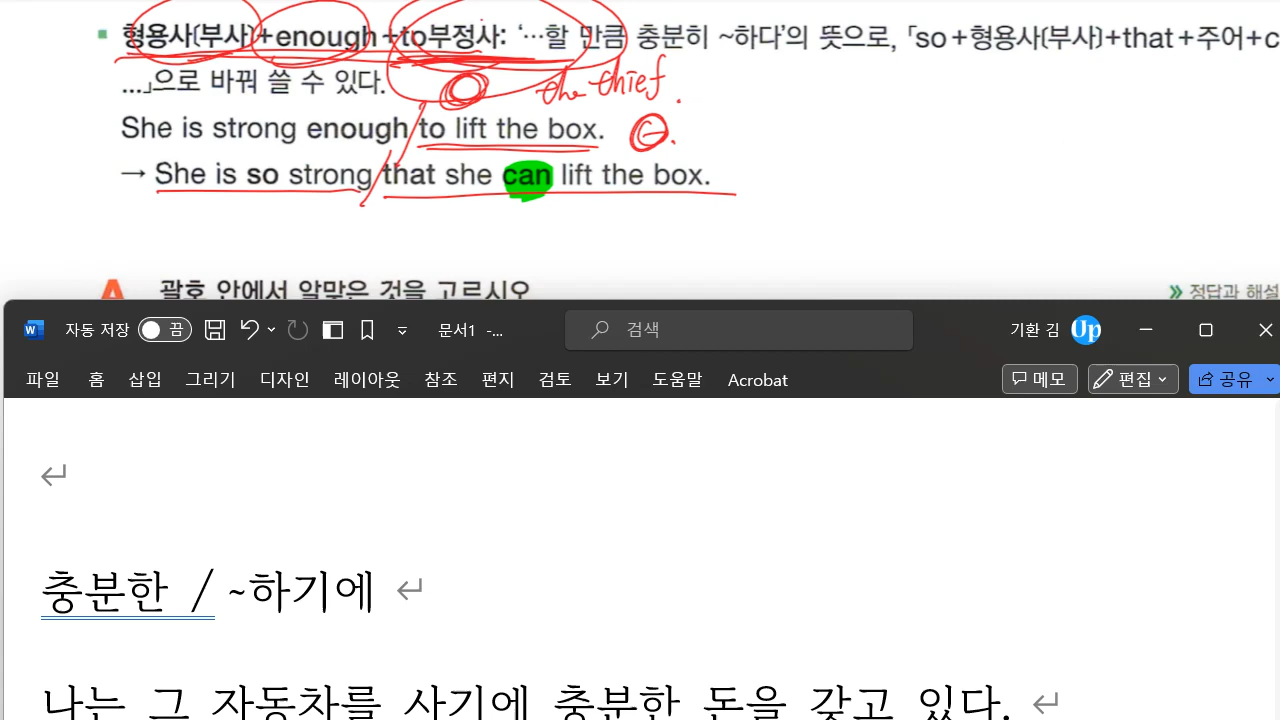 형용사(부사)+enough+to부정사: '…할 만큼 충분히 ~하다'의 뜻으로, 「so+형용사(부사)+that+주어+c
…」으로 바꿔 쓸 수 있다.
the thief.
She is strong enough to lift the box.
→ She is so strong that she can lift the box.
A 괄호 안에서 알맞은 것을 고르시오
» 정답과 해설
자동 저장 끔 문서1 -... 검색 기환 김 Up
파일 홈 삽입 그리기 디자인 레이아웃 참조 편지 검토 보기 도움말 Acrobat 메모 편집 공유
충분한 / ~하기에
나는 그 자동차를 사기에 충분한 돈을 갖고 있다.